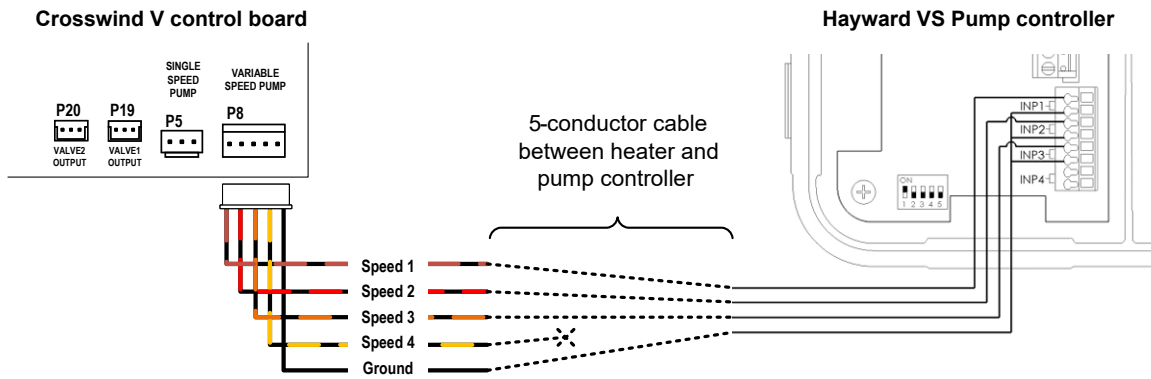 Crosswind V control board
Hayward VS Pump controller
SINGLE
SPEED
PUMP
VARIABLE
SPEED PUMP
P20
P19
P5
P8
VALVE2
OUTPUT
VALVE1
OUTPUT
5-conductor cable
between heater and
pump controller
INP1
INP2
INP3
INP4
ON
1 2 3 4 5
Speed 1
Speed 2
Speed 3
Speed 4
Ground